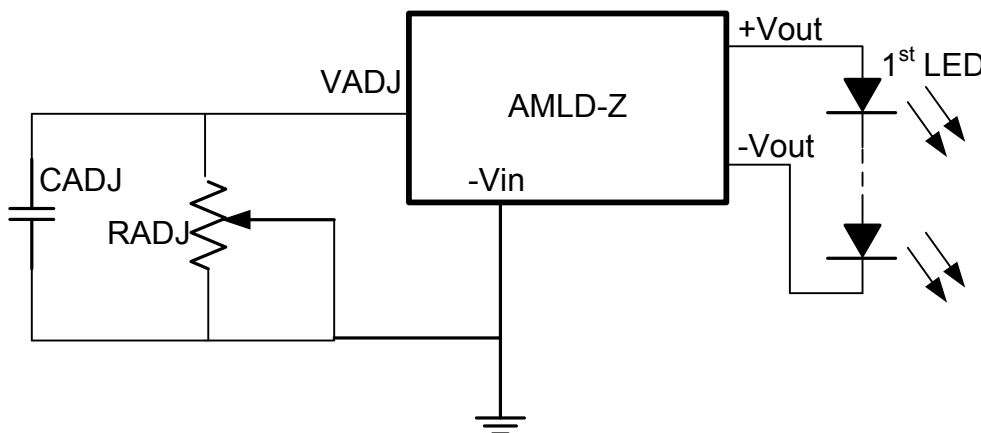 +Vout
1st LED
VADJ
AMLD-Z
-Vout
CADJ
-Vin
RADJ